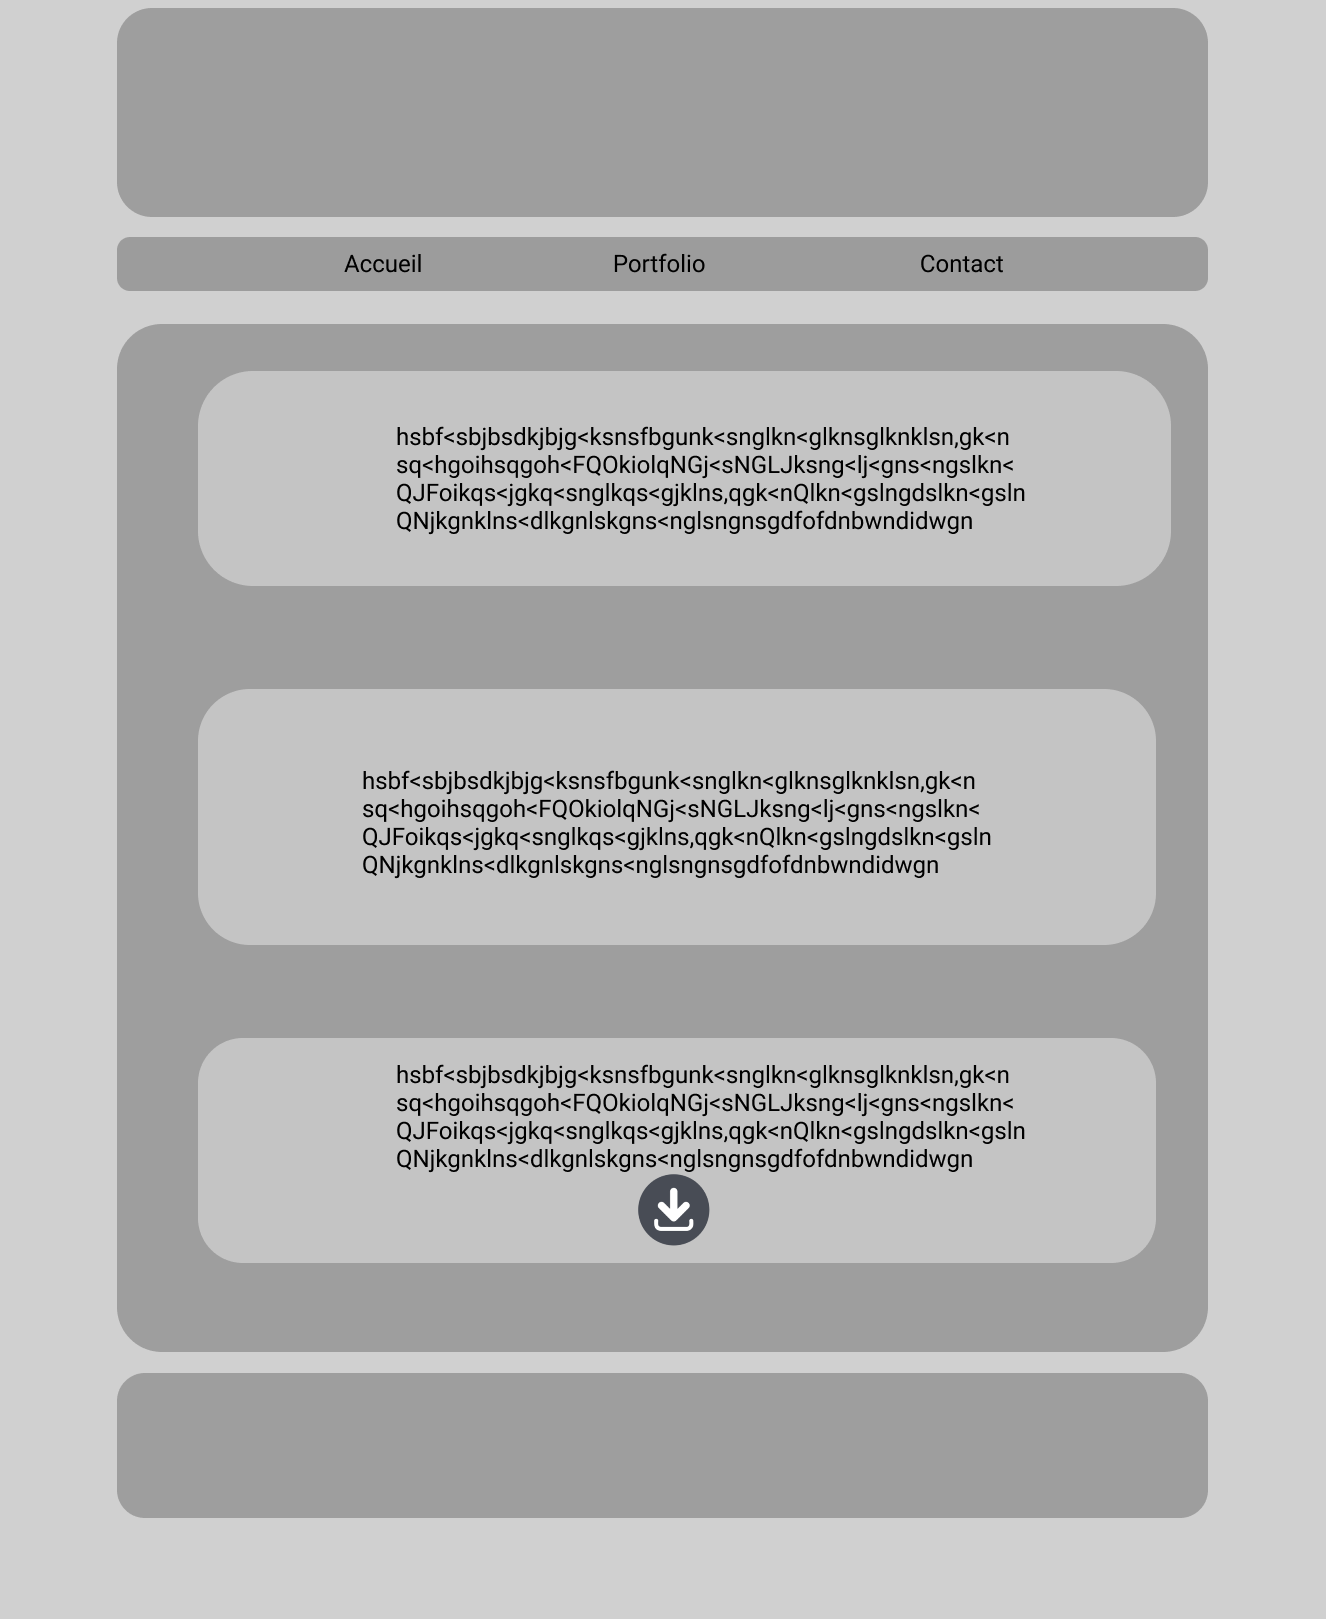 Accueil Portfolio Contact
hsbf<sbjbsdkjbjg<ksnsfbgunk<snglkn<glknsglknklsn,gk<n
sq<hgoihsqgoh<FQOkiolqNGj<sNGLJksng<lj<gns<ngslkn<
QJFoikqs<jgkq<snglkqs<gjklns,qgk<nQlkn<gslngdslkn<gsln
QNjkgnklns<dlkgnlskgns<nglsngnsgdfofdnbwndidwgn
hsbf<sbjbsdkjbjg<ksnsfbgunk<snglkn<glknsglknklsn,gk<n
sq<hgoihsqgoh<FQOkiolqNGj<sNGLJksng<lj<gns<ngslkn<
QJFoikqs<jgkq<snglkqs<gjklns,qgk<nQlkn<gslngdslkn<gsln
QNjkgnklns<dlkgnlskgns<nglsngnsgdfofdnbwndidwgn
hsbf<sbjbsdkjbjg<ksnsfbgunk<snglkn<glknsglknklsn,gk<n
sq<hgoihsqgoh<FQOkiolqNGj<sNGLJksng<lj<gns<ngslkn<
QJFoikqs<jgkq<snglkqs<gjklns,qgk<nQlkn<gslngdslkn<gsln
QNjkgnklns<dlkgnlskgns<nglsngnsgdfofdnbwndidwgn